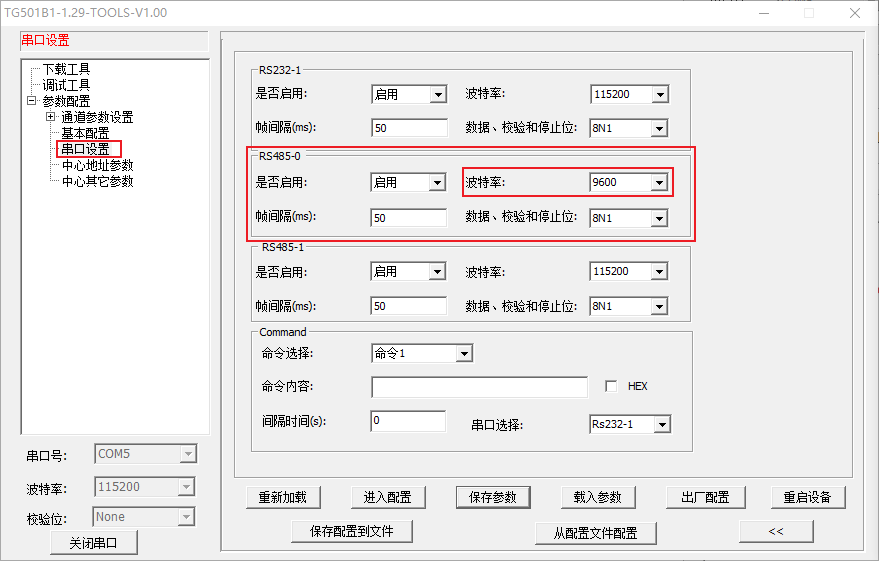 TG501B1-1.29-TOOLS-V1.00
串口设置
下载工具
调试工具
参数配置
通道参数设置
基本配置
串口设置
中心地址参数
中心其它参数
串口号: COM5
波特率: 115200
校验位: None
关闭串口
RS232-1
是否启用: 启用 波特率: 115200
帧间隔(ms): 50 数据、校验和停止位: 8N1
RS485-0
是否启用: 启用 波特率: 9600
帧间隔(ms): 50 数据、校验和停止位: 8N1
RS485-1
是否启用: 启用 波特率: 115200
帧间隔(ms): 50 数据、校验和停止位: 8N1
Command
命令选择: 命令1
命令内容: HEX
间隔时间(s): 0 串口选择: Rs232-1
重新加载 进入配置 保存参数 载入参数 出厂配置 重启设备
保存配置到文件 从配置文件配置 <<